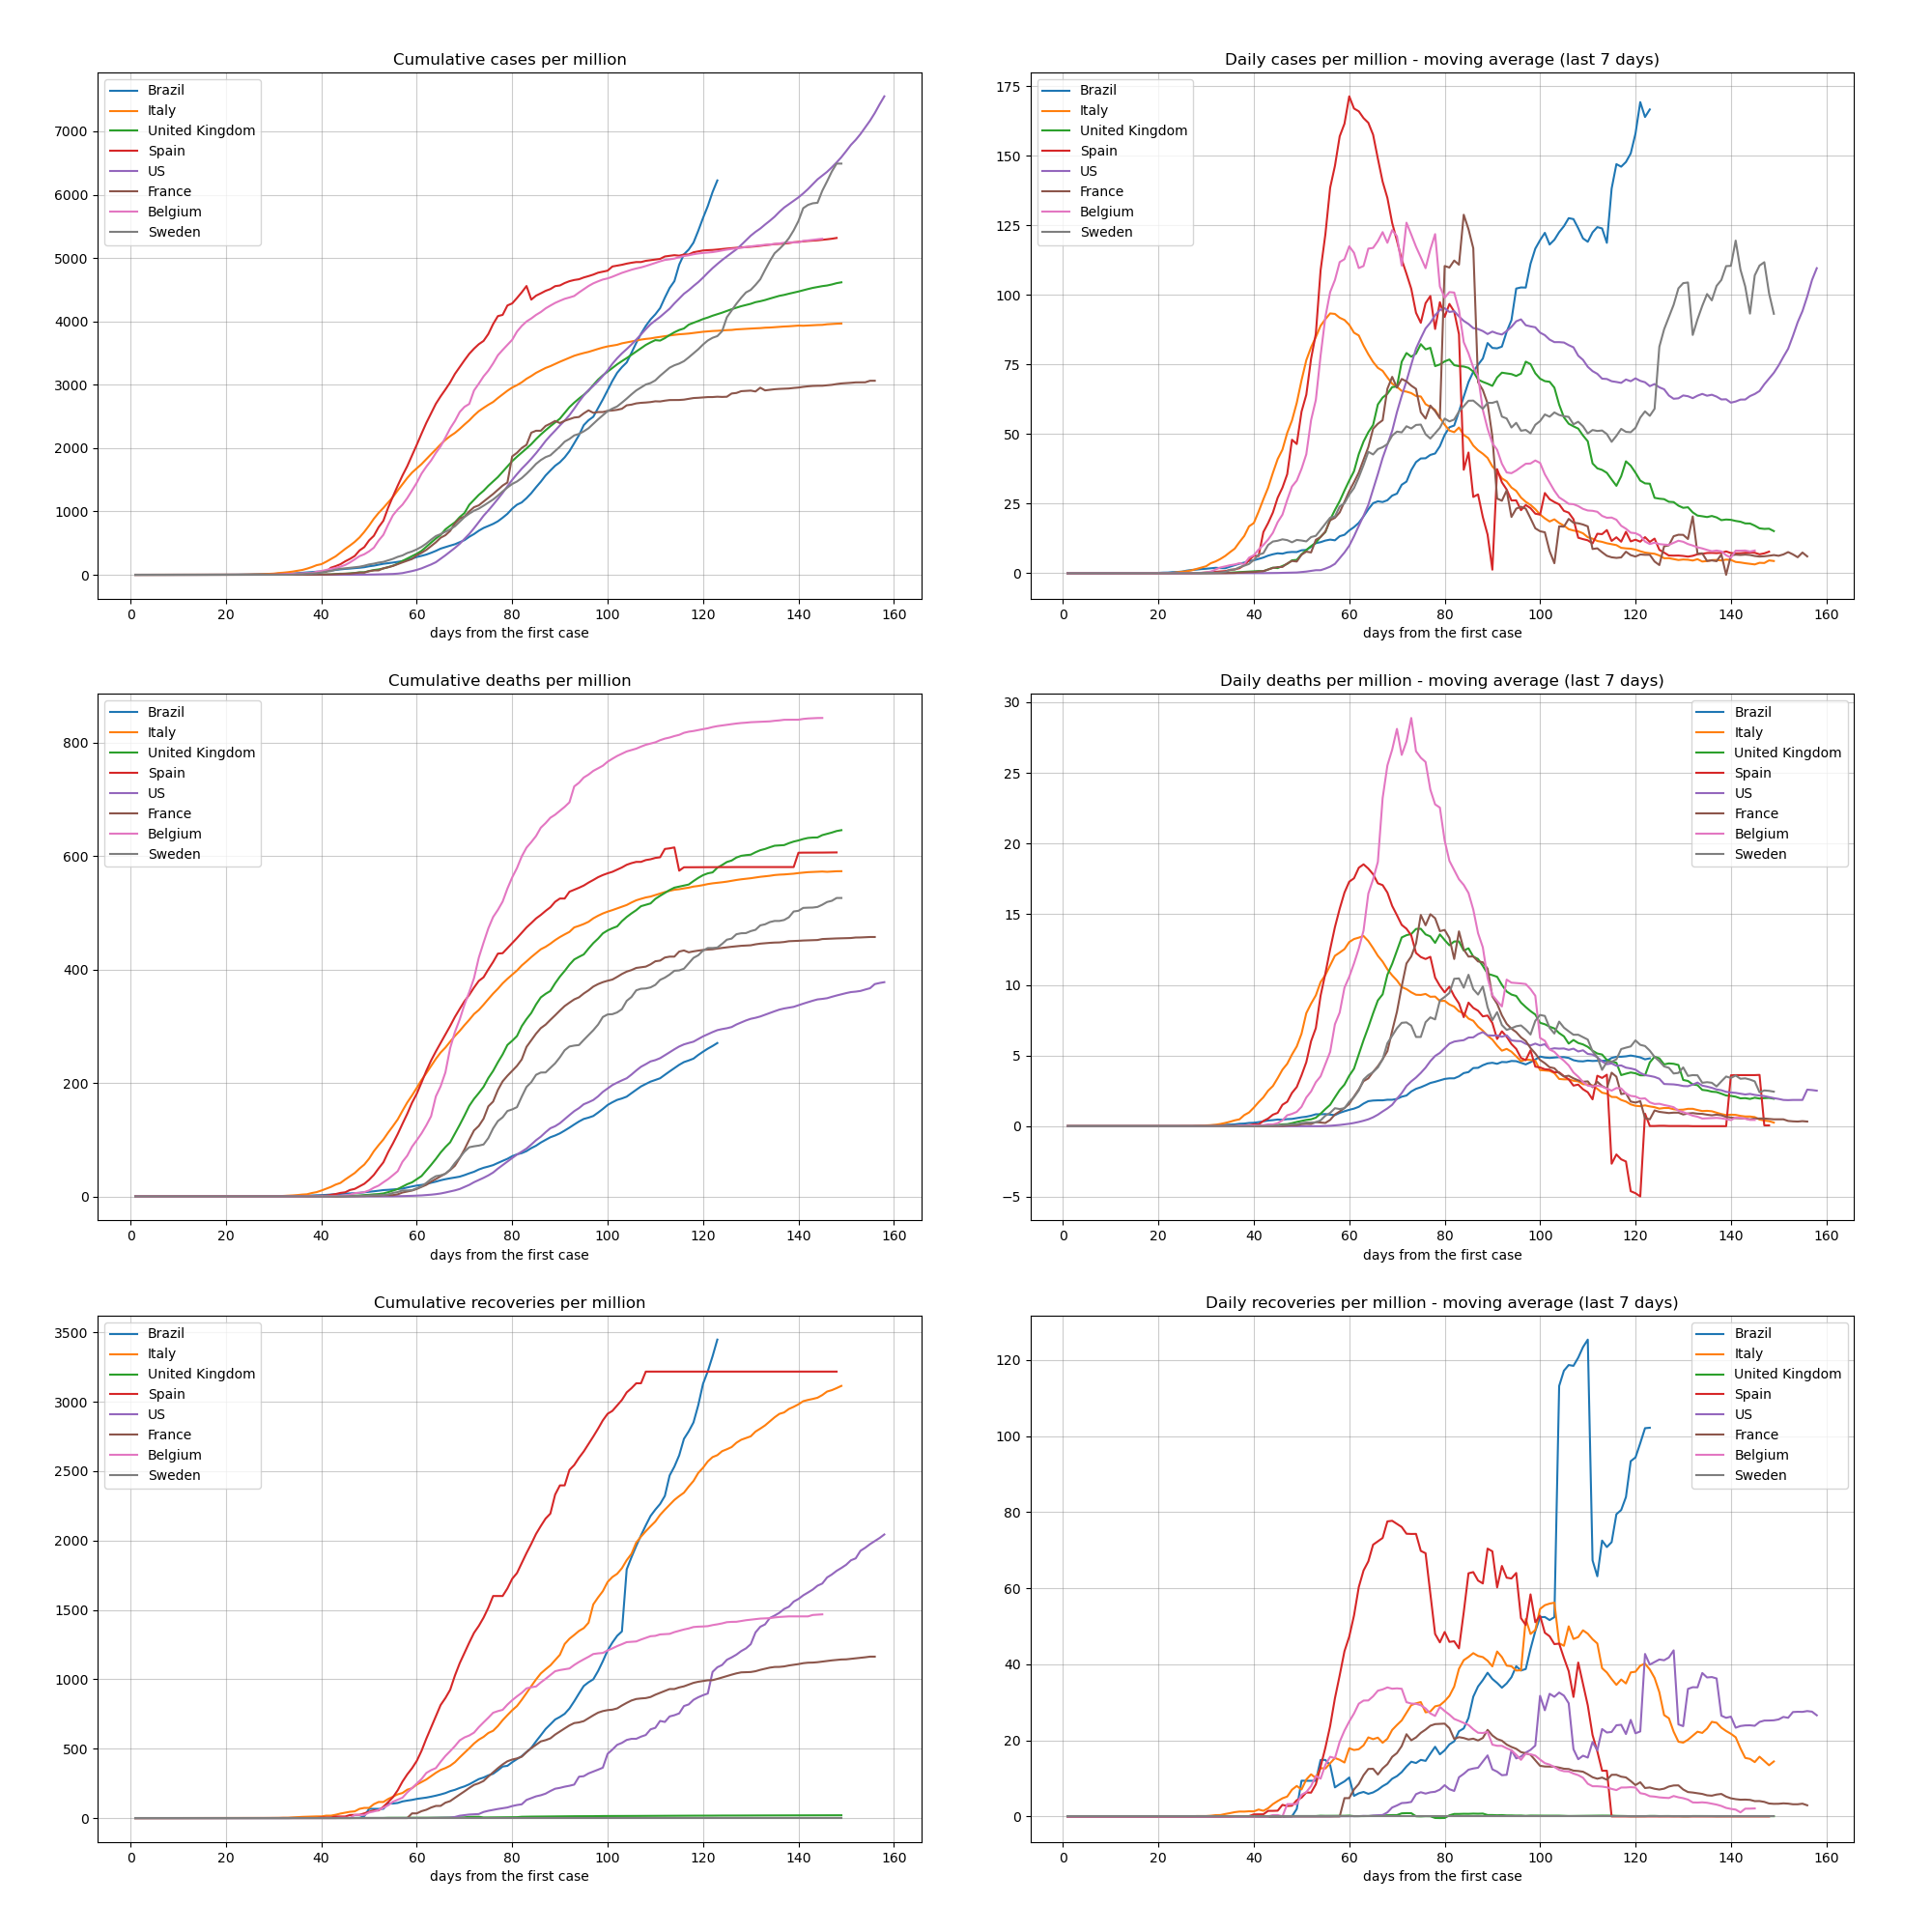 Cumulative cases per million
7000
6000
5000
4000
3000
2000
1000
0
Brazil
Italy
United Kingdom
Spain
US
France
Belgium
Sweden
0 20 40 60 80 100 120 140 160
days from the first case
Daily cases per million - moving average (last 7 days)
175
150
125
100
75
50
25
0
Brazil
Italy
United Kingdom
Spain
US
France
Belgium
Sweden
0 20 40 60 80 100 120 140 160
days from the first case
Cumulative deaths per million
800
600
400
200
0
Brazil
Italy
United Kingdom
Spain
US
France
Belgium
Sweden
0 20 40 60 80 100 120 140 160
days from the first case
Daily deaths per million - moving average (last 7 days)
30
25
20
15
10
5
0
−5
Brazil
Italy
United Kingdom
Spain
US
France
Belgium
Sweden
0 20 40 60 80 100 120 140 160
days from the first case
Cumulative recoveries per million
3500
3000
2500
2000
1500
1000
500
0
Brazil
Italy
United Kingdom
Spain
US
France
Belgium
Sweden
0 20 40 60 80 100 120 140 160
days from the first case
Daily recoveries per million - moving average (last 7 days)
120
100
80
60
40
20
0
Brazil
Italy
United Kingdom
Spain
US
France
Belgium
Sweden
0 20 40 60 80 100 120 140 160
days from the first case